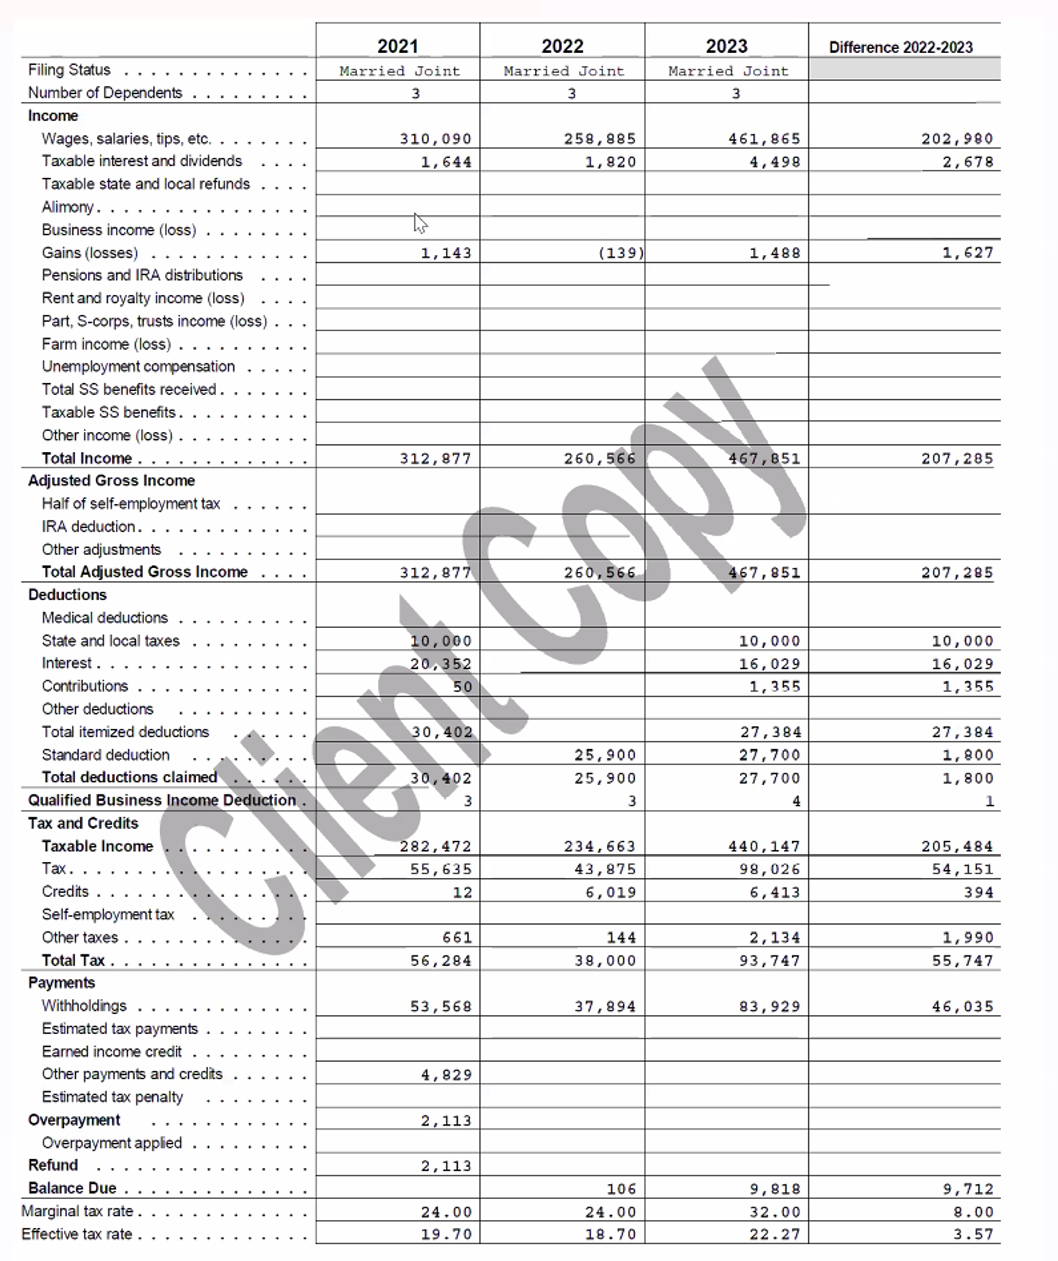 2021 2022 2023 Difference 2022-2023
Filing Status . . . . . . . . . . . . . . Married Joint Married Joint Married Joint
Number of Dependents . . . . . . . . . . 3 3 3
Income
Wages, salaries, tips, etc. . . . . . . . 310,090 258,885 461,865 202,980
Taxable interest and dividends . . . . 1,644 1,820 4,498 2,678
Taxable state and local refunds . . . .
Alimony. . . . . . . . . . . . . . . .
Business income (loss) . . . . . . . .
Gains (losses) . . . . . . . . . . . . 1,143 (139) 1,488 1,627
Pensions and IRA distributions . . . .
Rent and royalty income (loss) . . . .
Part, S-corps, trusts income (loss) . . .
Farm income (loss) . . . . . . . . . .
Unemployment compensation . . . . .
Total SS benefits received . . . . . . .
Taxable SS benefits. . . . . . . . . .
Other income (loss) . . . . . . . . . .
Total Income . . . . . . . . . . . . . 312,877 260,566 467,851 207,285
Adjusted Gross Income
Half of self-employment tax . . . . . .
IRA deduction. . . . . . . . . . . . .
Other adjustments . . . . . . . . . .
Total Adjusted Gross Income . . . . 312,877 260,566 467,851 207,285
Deductions
Medical deductions . . . . . . . . . .
State and local taxes . . . . . . . . . 10,000 10,000 10,000
Interest . . . . . . . . . . . . . . . . 20,352 16,029 16,029
Contributions . . . . . . . . . . . . . 50 1,355 1,355
Other deductions . . . . . . . . . .
Total itemized deductions . . . . . . 30,402 27,384 27,384
Standard deduction . . . . . . . . . 25,900 27,700 1,800
Total deductions claimed . . . . . . 30,402 25,900 27,700 1,800
Qualified Business Income Deduction . 3 3 4 1
Tax and Credits
Taxable Income . . . . . . . . . . . 282,472 234,663 440,147 205,484
Tax. . . . . . . . . . . . . . . . . . 55,635 43,875 98,026 54,151
Credits . . . . . . . . . . . . . . . . 12 6,019 6,413 394
Self-employment tax . . . . . . . . .
Other taxes . . . . . . . . . . . . . . 661 144 2,134 1,990
Total Tax . . . . . . . . . . . . . . . 56,284 38,000 93,747 55,747
Payments
Withholdings . . . . . . . . . . . . . 53,568 37,894 83,929 46,035
Estimated tax payments . . . . . . . .
Earned income credit . . . . . . . . .
Other payments and credits . . . . . . 4,829
Estimated tax penalty . . . . . . . .
Overpayment . . . . . . . . . . . . 2,113
Overpayment applied . . . . . . . . .
Refund . . . . . . . . . . . . . . . . 2,113
Balance Due . . . . . . . . . . . . . . 106 9,818 9,712
Marginal tax rate . . . . . . . . . . . . . 24.00 24.00 32.00 8.00
Effective tax rate . . . . . . . . . . . . . 19.70 18.70 22.27 3.57
Client Copy